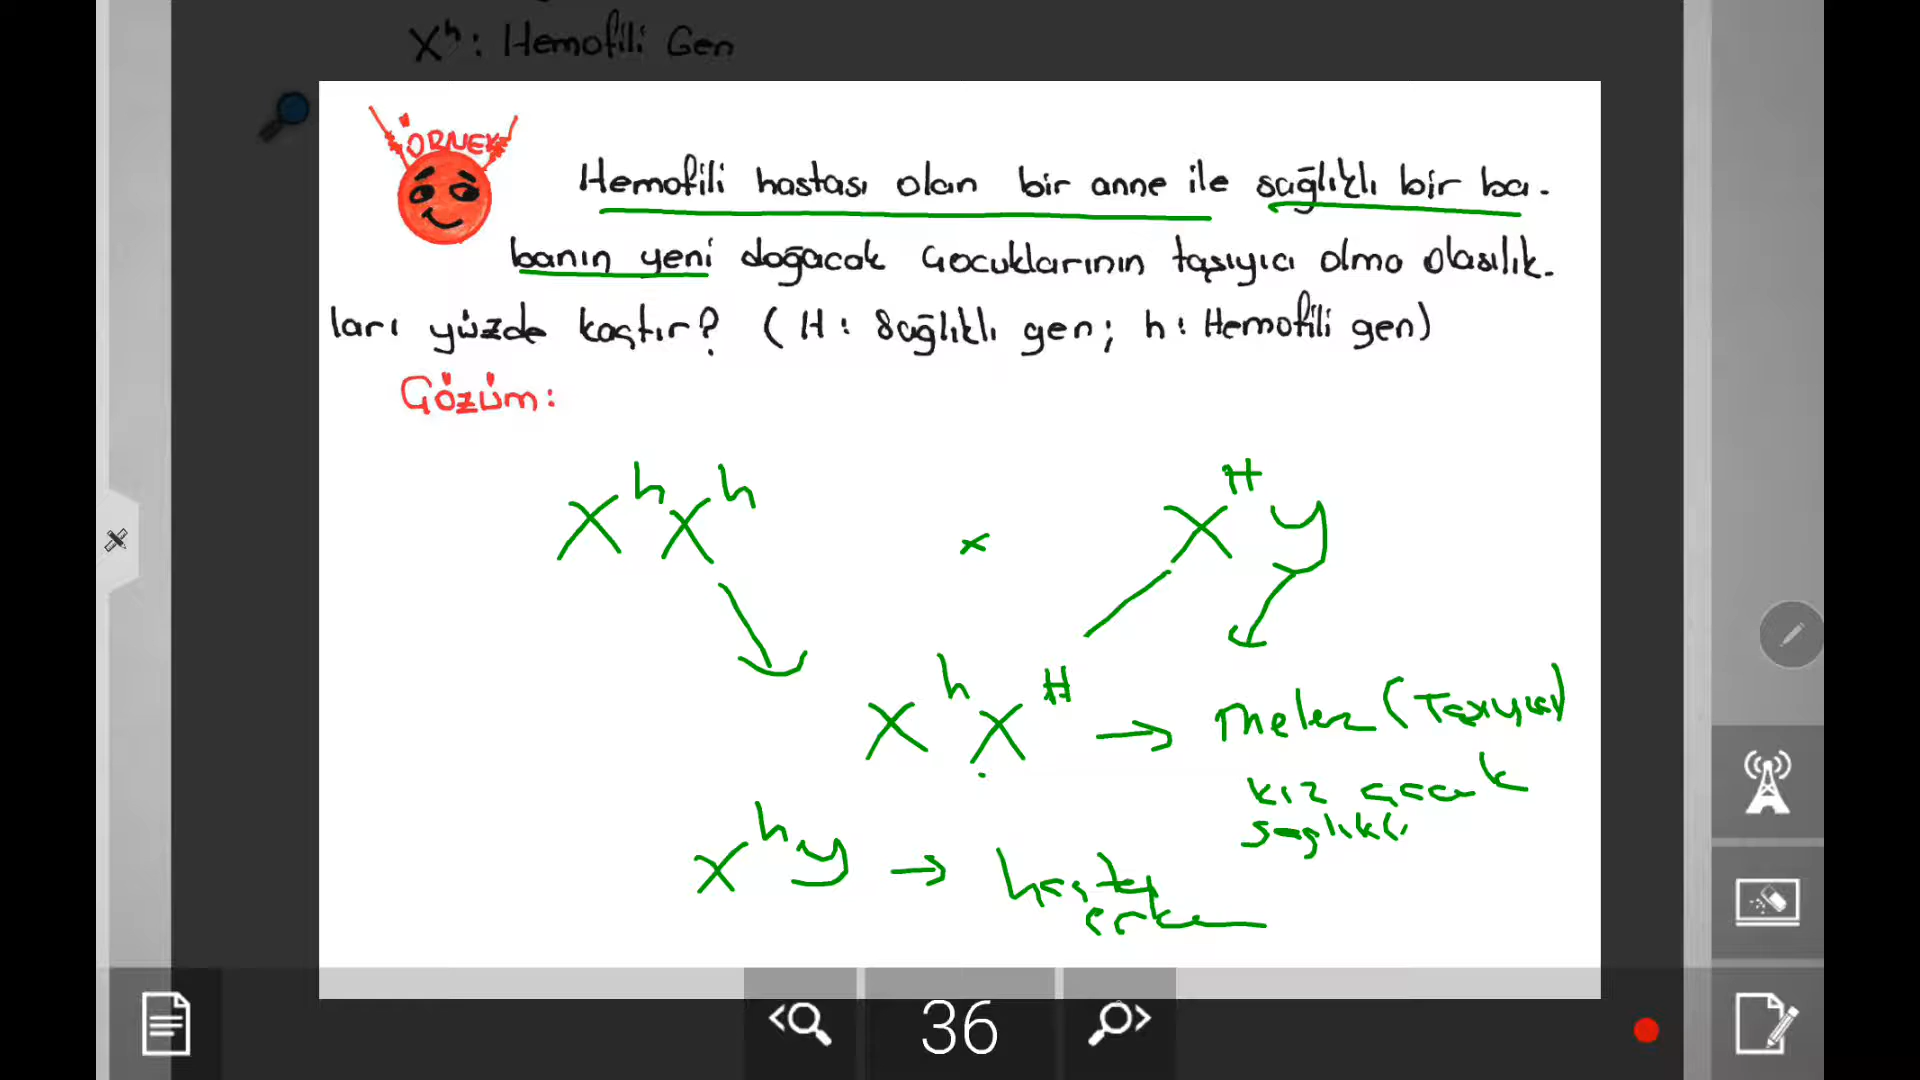 Xʰ: Hemofili Gen
ÖRNEK
Hemofili hastası olan bir anne ile sağlıklı bir ba-
banın yeni doğacak çocuklarının taşıyıcı olma olasılık-
ları yüzde kaçtır? (H: Sağlıklı gen; h: Hemofili gen)
Çözüm:
XʰXʰ x Xᴴy
XʰXᴴ → melez (Taşıyıcı)
kız çocuk
sağlıklı
Xʰy → hasta
erkek
36